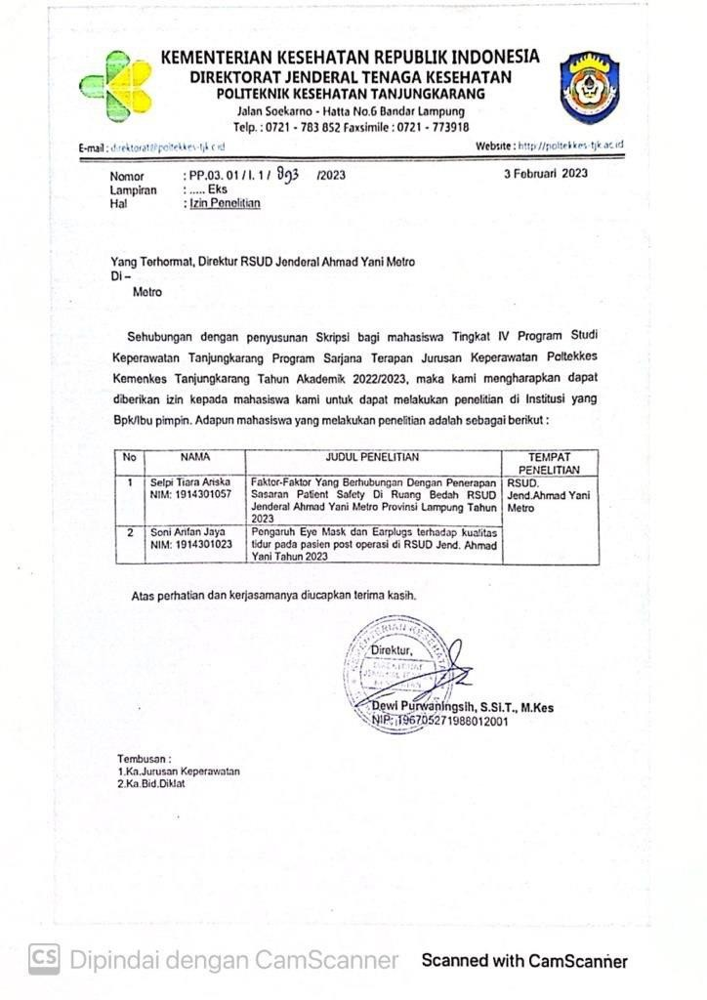 KEMENTERIAN KESEHATAN REPUBLIK INDONESIA
DIREKTORAT JENDERAL TENAGA KESEHATAN
POLITEKNIK KESEHATAN TANJUNGKARANG
Jalan Soekarno - Hatta No.6 Bandar Lampung
Telp. : 0721 - 783 852 Faksimile : 0721 - 773918
E-mail : direktorat@poltekkes-tjk.c.id Website : http://poltekkes-tjk.ac.id
Nomor : PP.03. 01 / I. 1 / 893 /2023 3 Februari 2023
Lampiran : ..... Eks
Hal : Izin Penelitian
Yang Terhormat, Direktur RSUD Jenderal Ahmad Yani Metro
Di –
Metro
Sehubungan dengan penyusunan Skripsi bagi mahasiswa Tingkat IV Program Studi
Keperawatan Tanjungkarang Program Sarjana Terapan Jurusan Keperawatan Poltekkes
Kemenkes Tanjungkarang Tahun Akademik 2022/2023, maka kami mengharapkan dapat
diberikan izin kepada mahasiswa kami untuk dapat melakukan penelitian di Institusi yang
Bpk/Ibu pimpin. Adapun mahasiswa yang melakukan penelitian adalah sebagai berikut :
No NAMA JUDUL PENELITIAN TEMPAT
PENELITIAN
1 Selpi Tiara Ariska Faktor-Faktor Yang Berhubungan Dengan Penerapan RSUD.
NIM: 1914301057 Sasaran Patient Safety Di Ruang Bedah RSUD Jend.Ahmad Yani
Jenderal Ahmad Yani Metro Provinsi Lampung Tahun Metro
2023
2 Soni Arifan Jaya Pengaruh Eye Mask dan Earplugs terhadap kualitas
NIM: 1914301023 tidur pada pasien post operasi di RSUD Jend. Ahmad
Yani Tahun 2023
Atas perhatian dan kerjasamanya diucapkan terima kasih.
KEMENTERIAN KESEHATAN
Direktur,
DIREKTORAT
Dewi Purwaningsih, S.Si.T., M.Kes
NIP: 196705271988012001
Tembusan :
1.Ka.Jurusan Keperawatan
2.Ka.Bid.Diklat
CS Dipindai dengan CamScanner Scanned with CamScanner